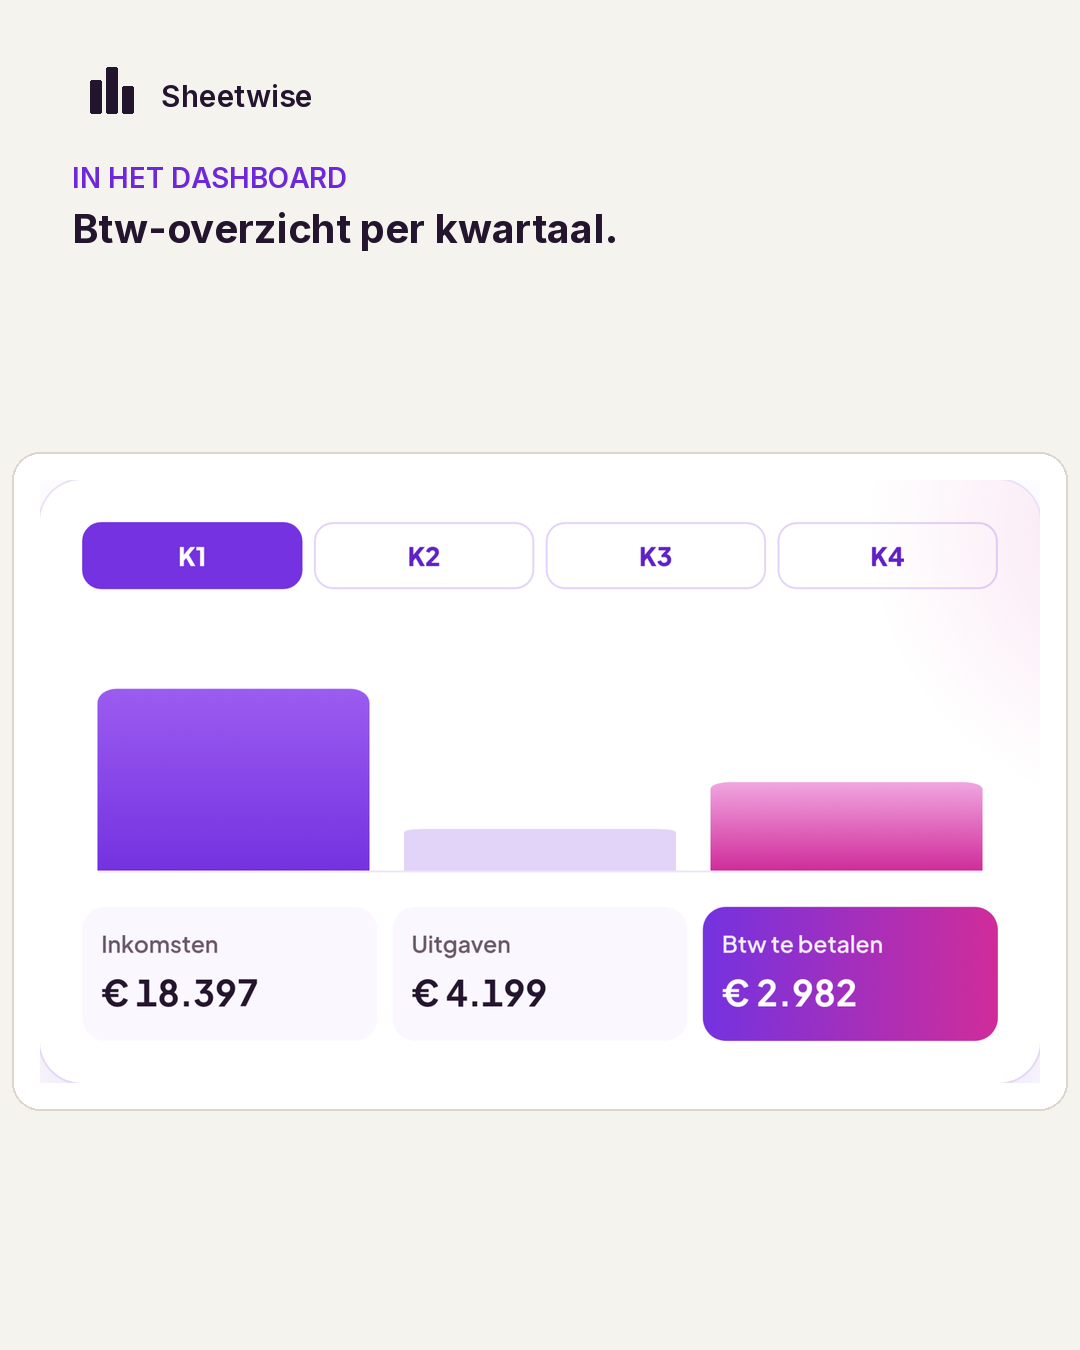 Sheetwise
IN HET DASHBOARD
Btw-overzicht per kwartaal.
K1 K2 K3 K4
Inkomsten Uitgaven Btw te betalen
€ 18.397 € 4.199 € 2.982